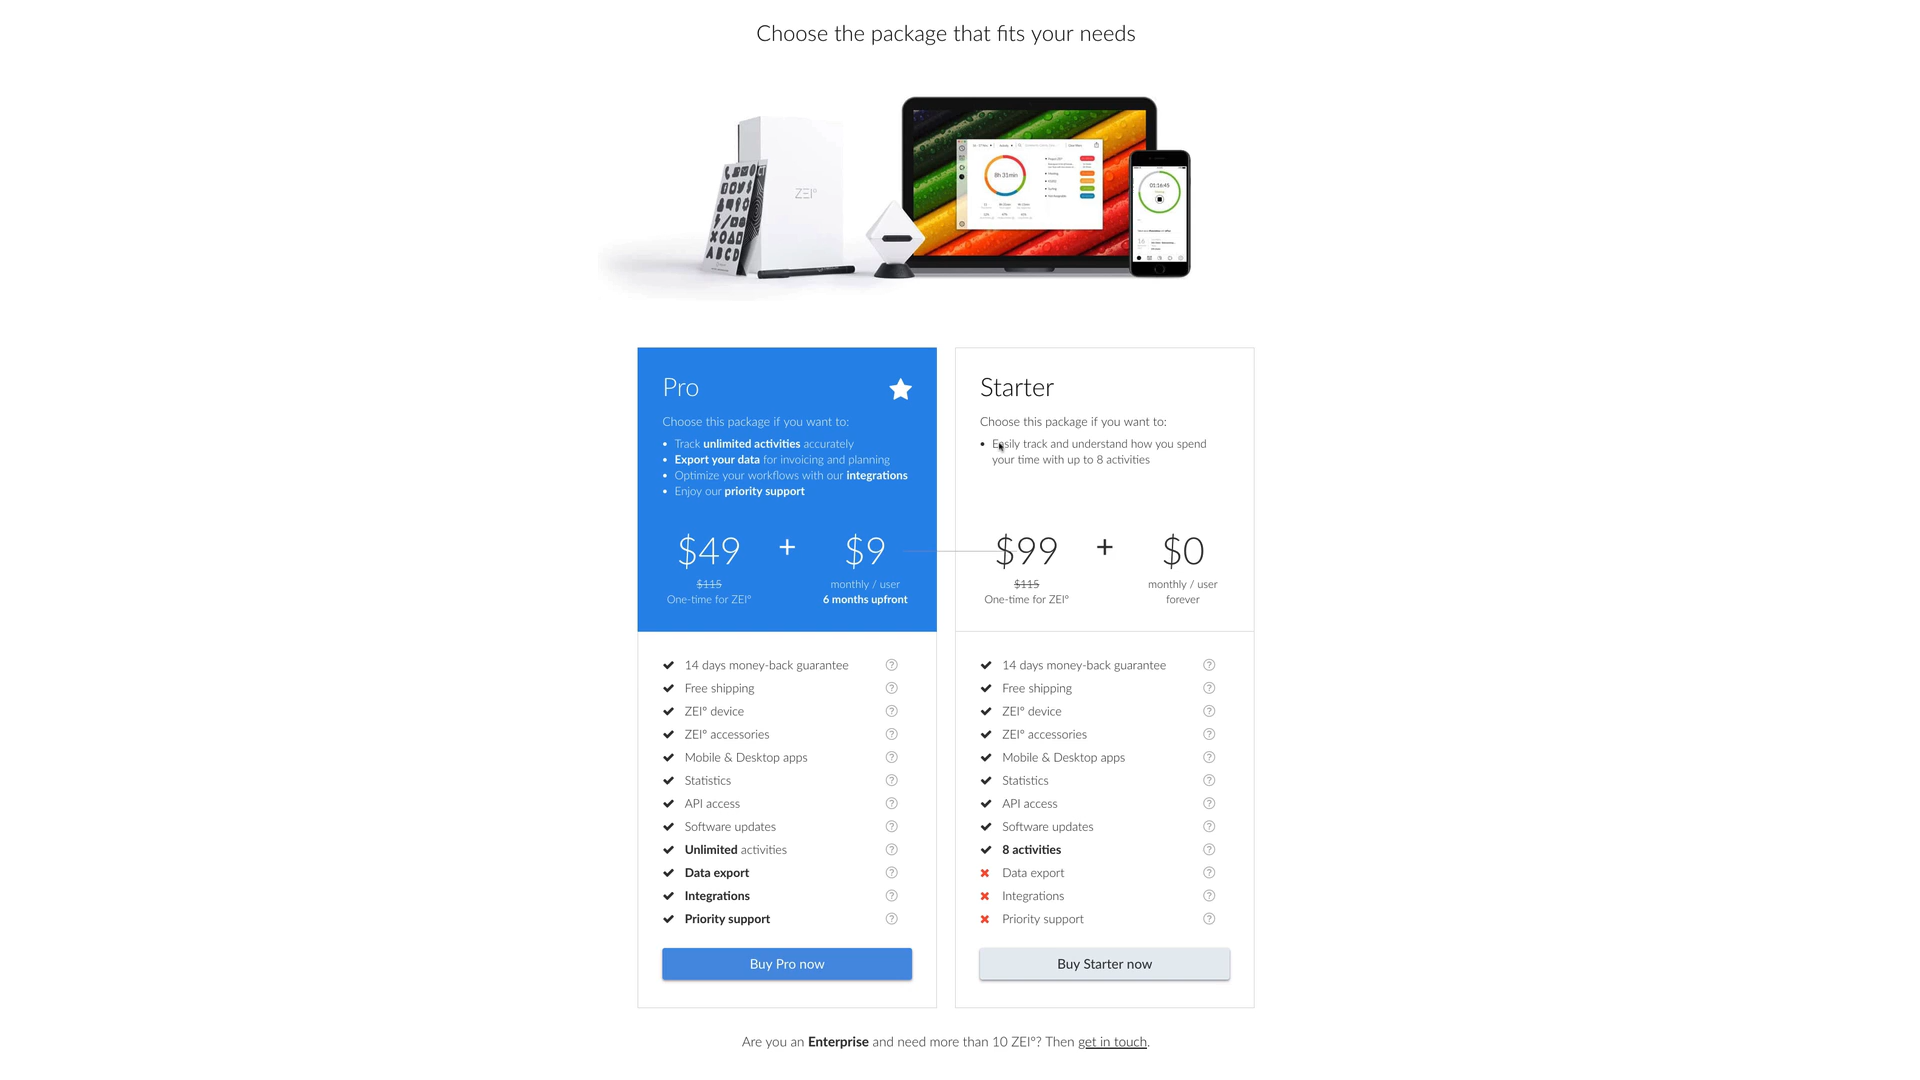 Choose the package that fits your needs
ZEI°
8h 31min
01:16:45
Pro
Choose this package if you want to:
• Track unlimited activities accurately
• Export your data for invoicing and planning
• Optimize your workflows with our integrations
• Enjoy our priority support
$49 + $9
$115 monthly / user
One-time for ZEI° 6 months upfront
✔ 14 days money-back guarantee ?
✔ Free shipping ?
✔ ZEI° device ?
✔ ZEI° accessories ?
✔ Mobile & Desktop apps ?
✔ Statistics ?
✔ API access ?
✔ Software updates ?
✔ Unlimited activities ?
✔ Data export ?
✔ Integrations ?
✔ Priority support ?
Buy Pro now
Starter
Choose this package if you want to:
• Easily track and understand how you spend
your time with up to 8 activities
$99 + $0
$115 monthly / user
One-time for ZEI° forever
✔ 14 days money-back guarantee ?
✔ Free shipping ?
✔ ZEI° device ?
✔ ZEI° accessories ?
✔ Mobile & Desktop apps ?
✔ Statistics ?
✔ API access ?
✔ Software updates ?
✔ 8 activities ?
✖ Data export ?
✖ Integrations ?
✖ Priority support ?
Buy Starter now
Are you an Enterprise and need more than 10 ZEI°? Then get in touch.